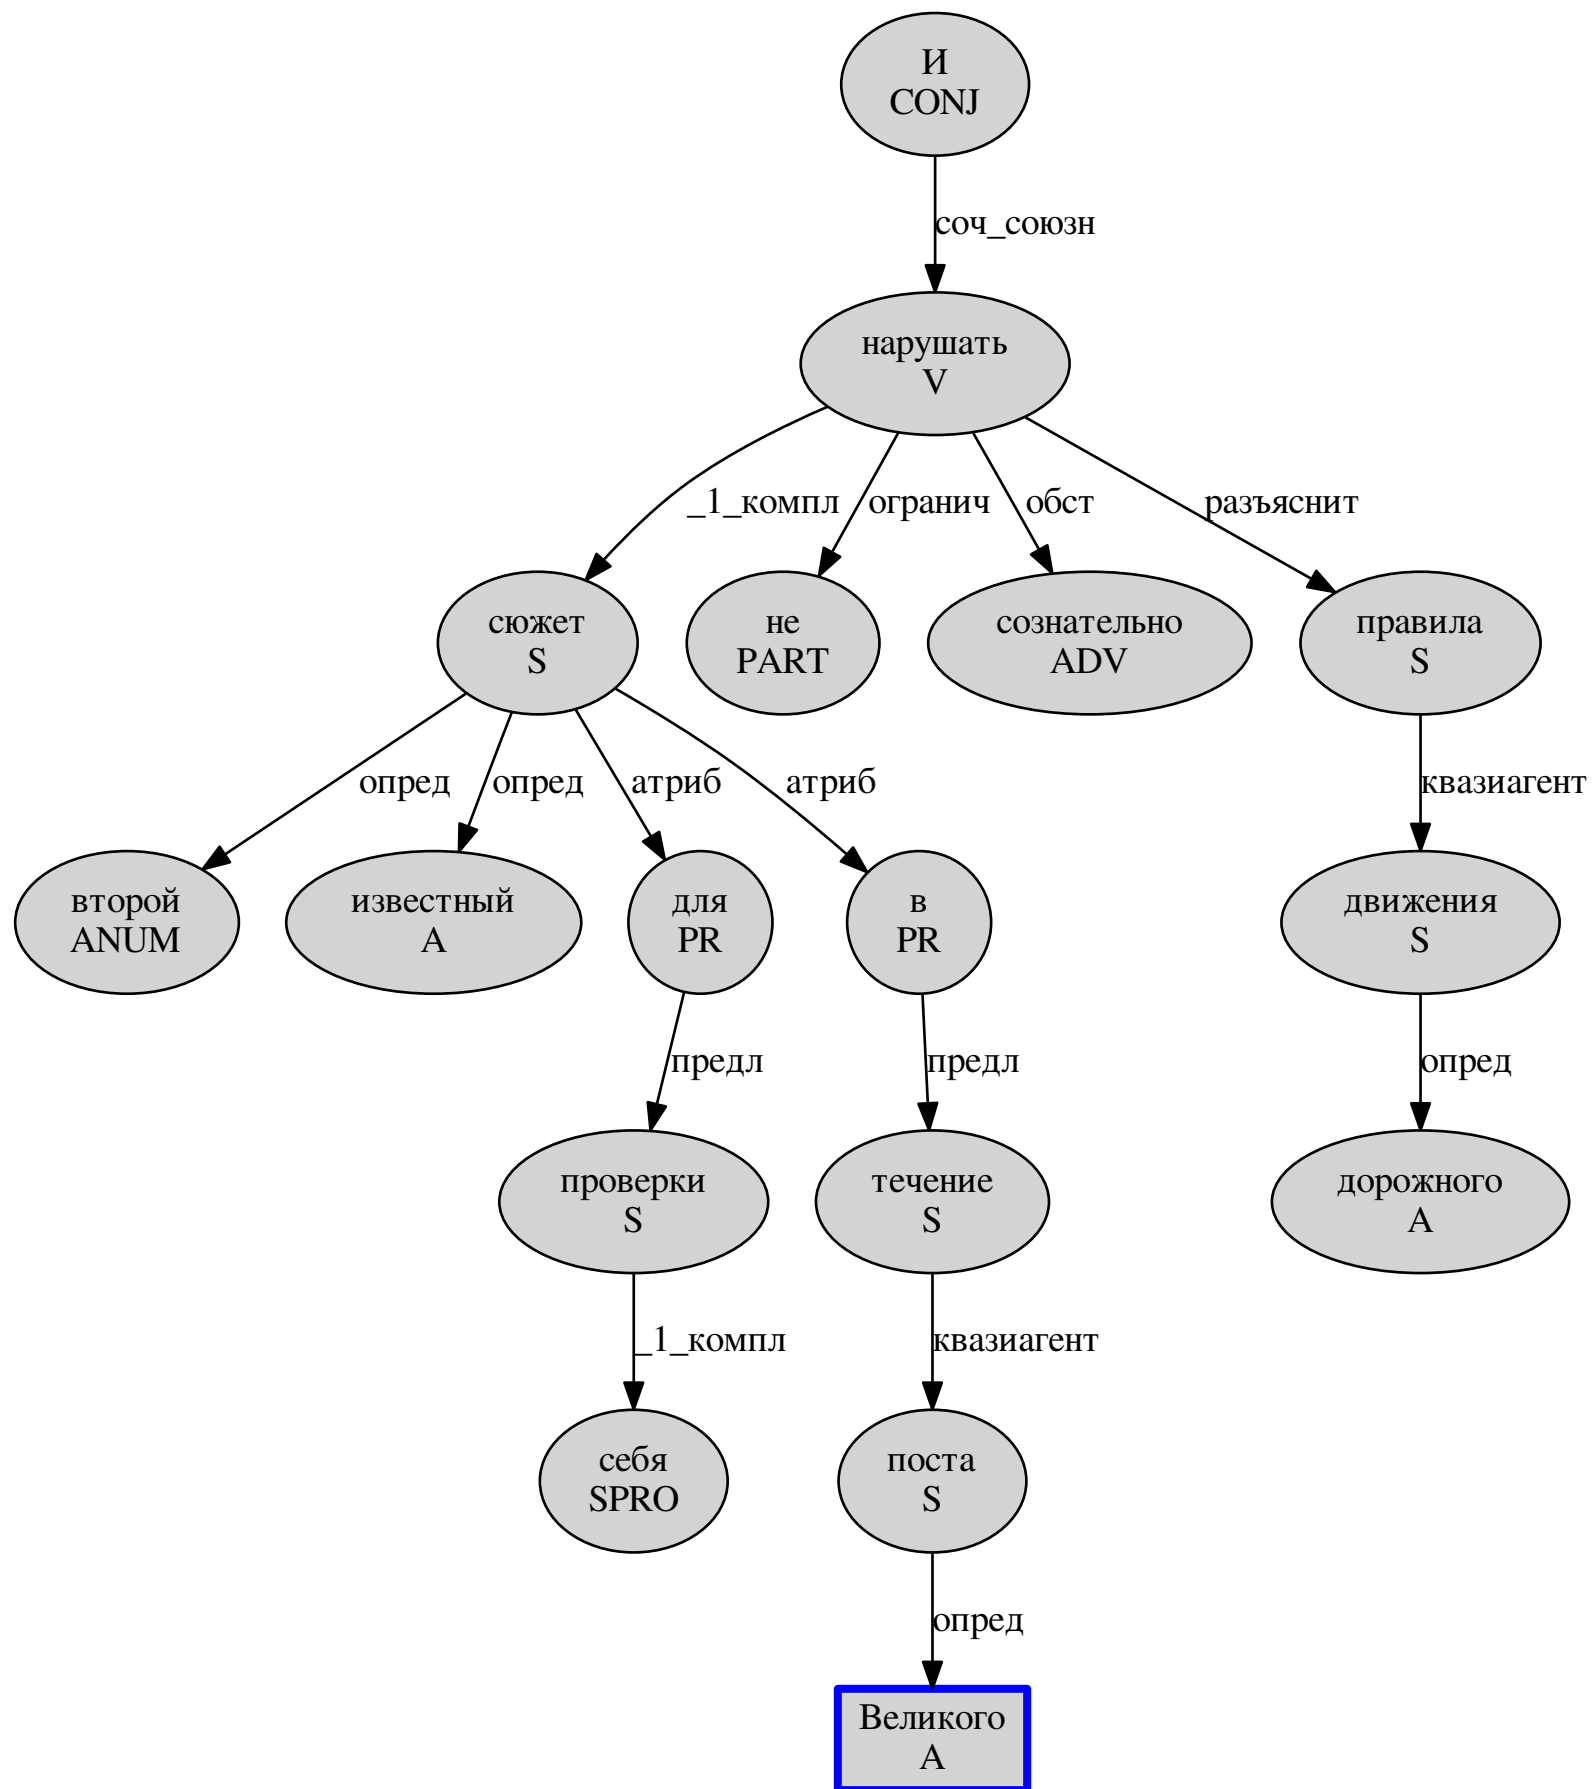 И
CONJ
соч_союзн
нарушать
V
_1_компл
огранич
обст
разъяснит
сюжет
S
не
PART
сознательно
ADV
правила
S
опред
опред
атриб
атриб
квазиагент
второй
ANUM
известный
A
для
PR
в
PR
движения
S
предл
предл
опред
проверки
S
течение
S
дорожного
A
_1_компл
квазиагент
себя
SPRO
поста
S
опред
Великого
A